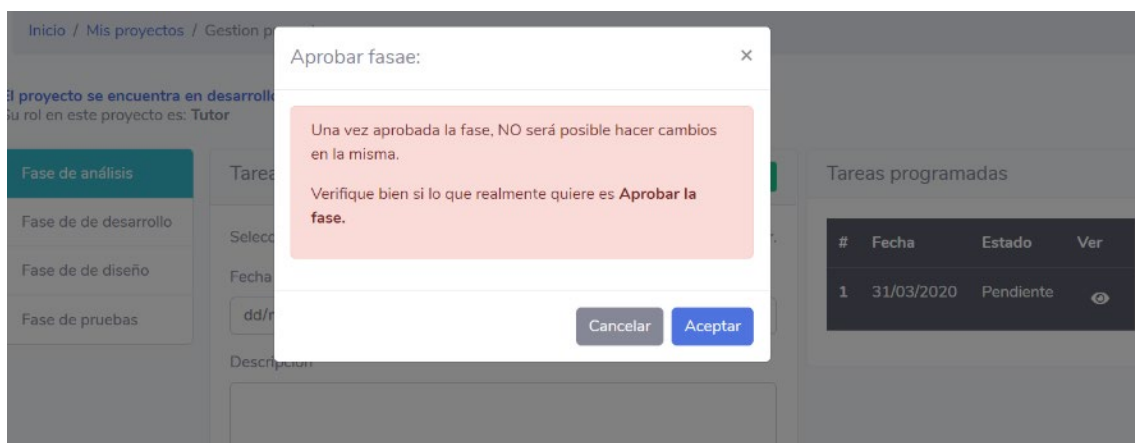 Inicio / Mis proyectos / Gestion p
Aprobar fasae:
×
El proyecto se encuentra en desarrollo
Su rol en este proyecto es: Tutor
Una vez aprobada la fase, NO será posible hacer cambios
en la misma.
Verifique bien si lo que realmente quiere es Aprobar la
fase.
Fase de análisis
Fase de de desarrollo
Fase de de diseño
Fase de pruebas
Tarea
Selecc
Fecha
dd/
Descripcion
Cancelar
Aceptar
Tareas programadas
# Fecha Estado Ver
1 31/03/2020 Pendiente